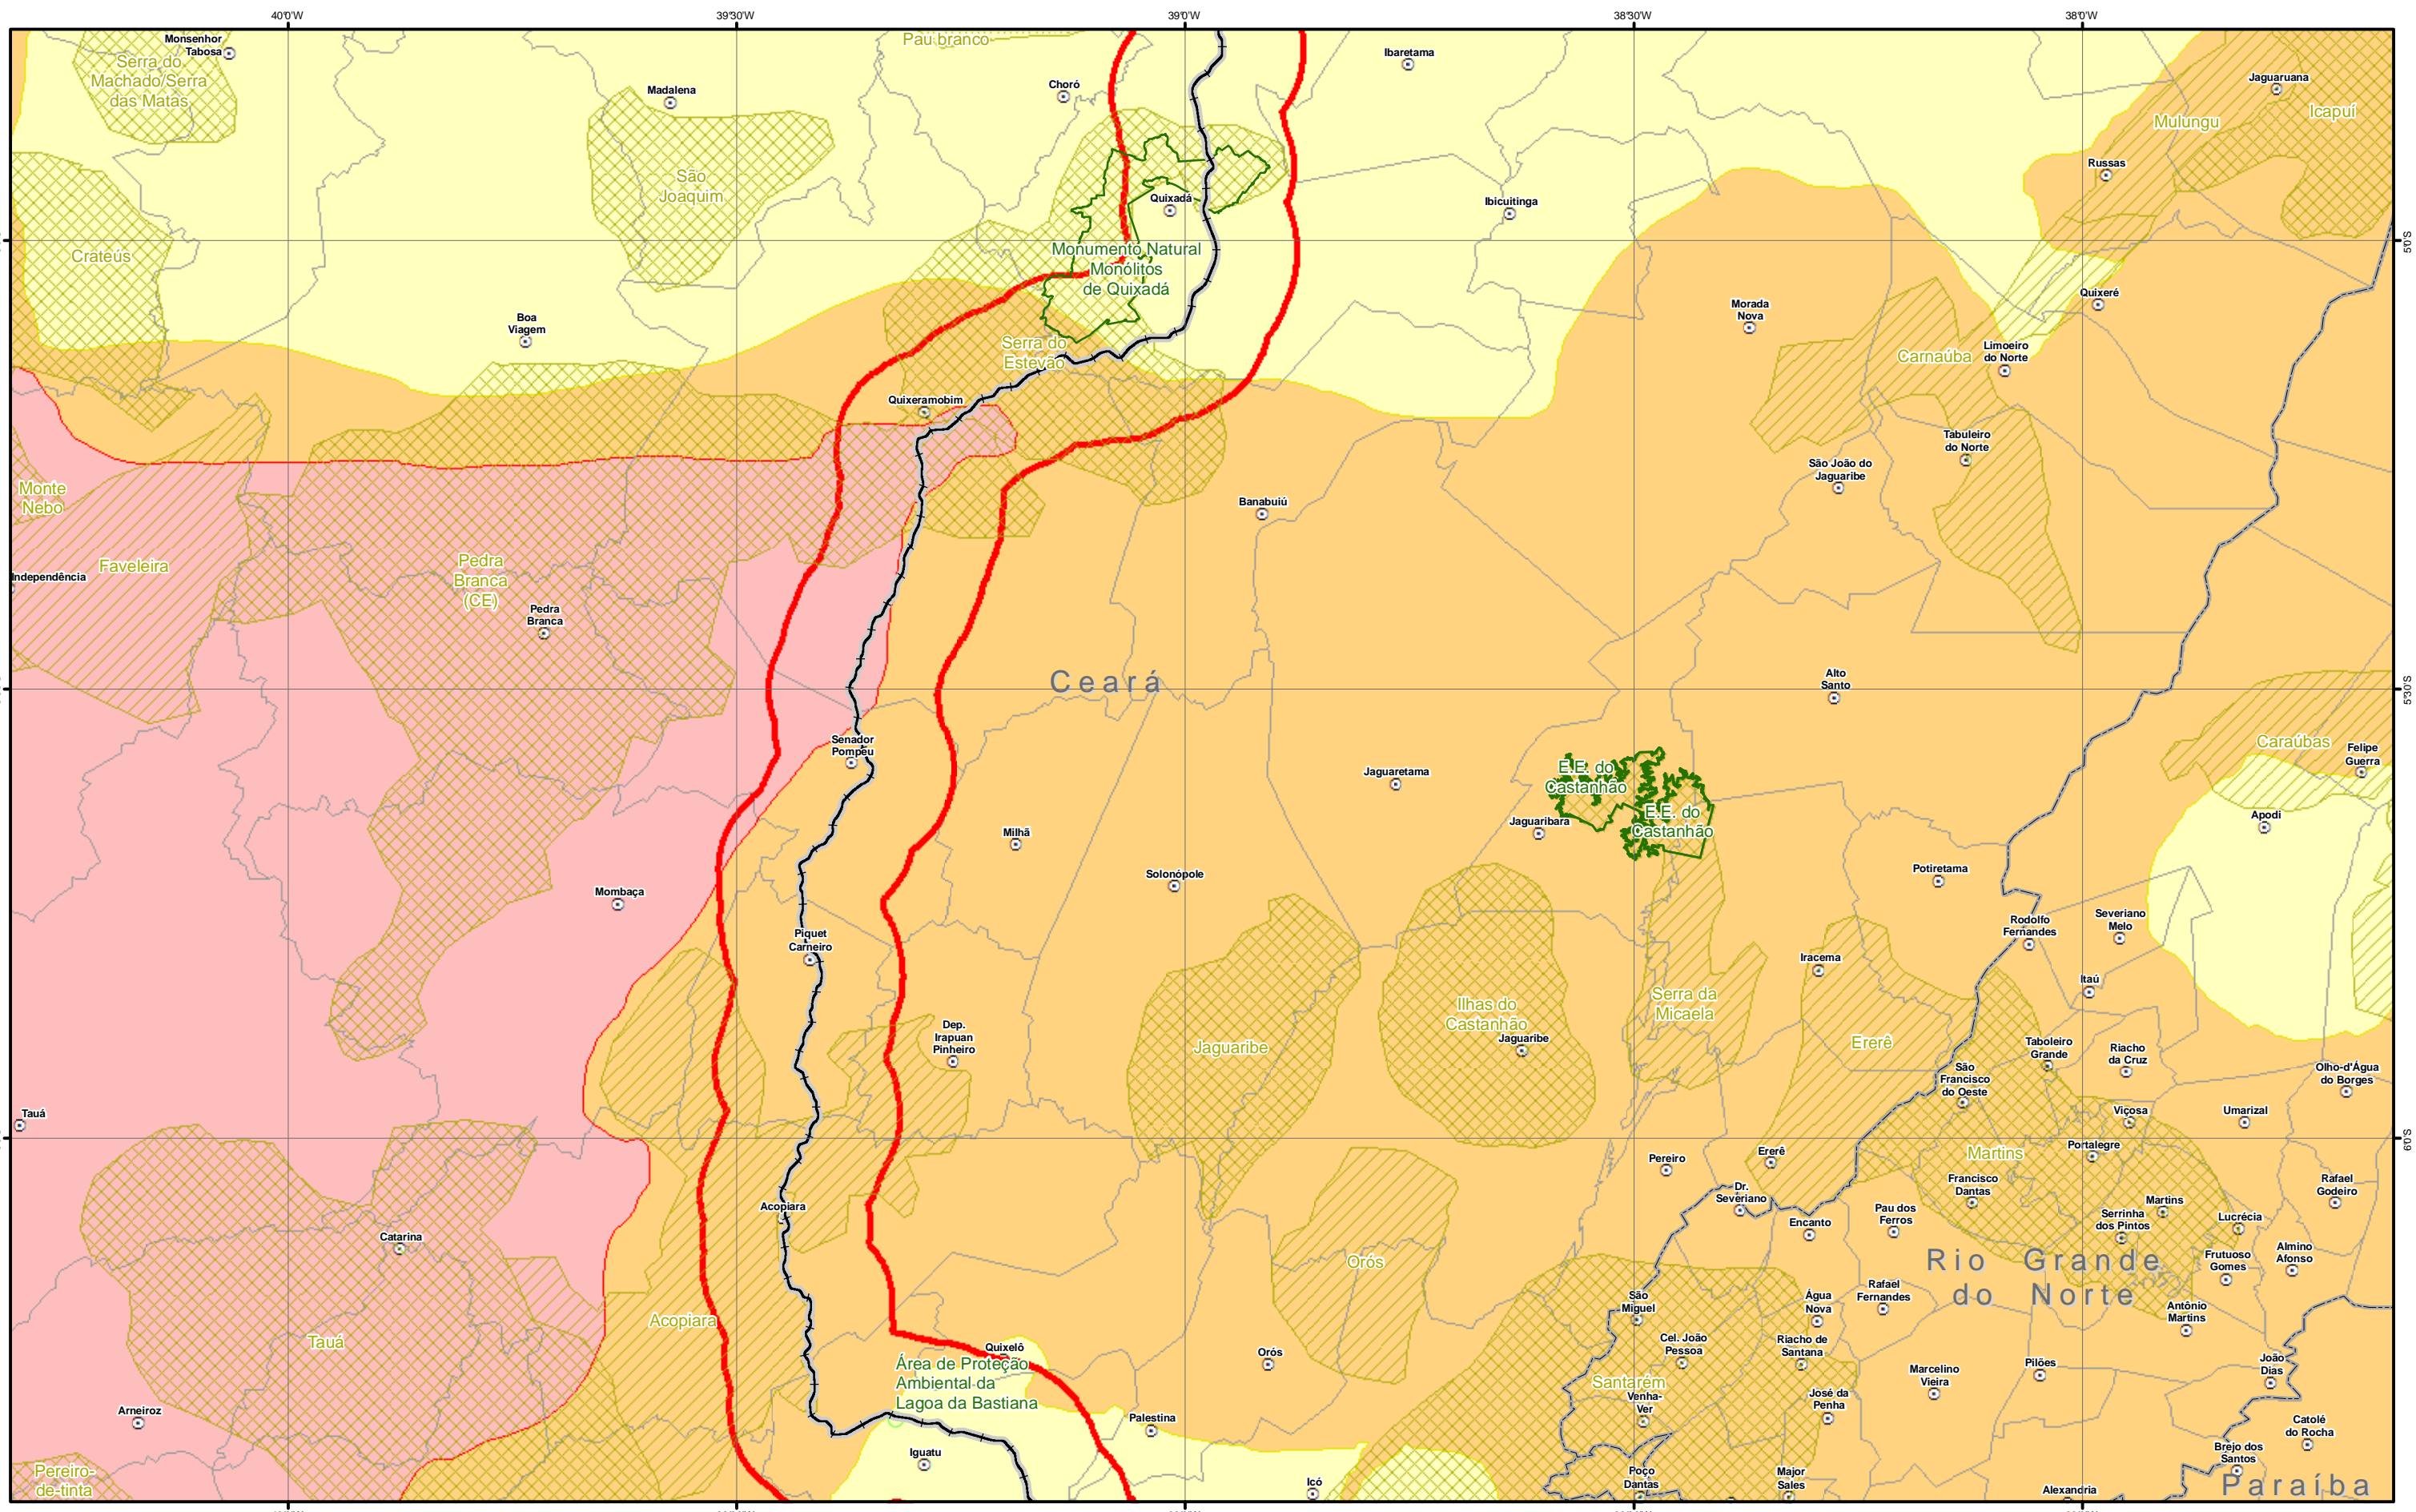 40°0'W
39°30'W
39°0'W
38°30'W
38°0'W
Monsenhor
Tabosa
Serra do
Machado/Serra
das Matas
Pau branco
Ibaretama
Madalena
Choró
Jaguaruana
Icapuí
Mulungu
Russas
São
Joaquim
Quixadá
Ibicuitinga
Crateús
Monumento Natural
Monólitos
de Quixadá
5°0'S
Quixeré
Morada
Nova
Boa
Viagem
Serra do
Estevão
Carnaúba
Limoeiro
do Norte
Quixeramobim
Tabuleiro
do Norte
São João do
Jaguaribe
Monte
Nebo
Banabuiú
Faveleira
Independência
Pedra
Branca
(CE)
Pedra
Branca
Ceará
Alto
Santo
5°30'S
Senador
Pompéu
Caraúbas
Felipe
Guerra
Jaguaretama
E.E. do
Castanhão
E.E. do
Castanhão
Jaguaribara
Apodi
Milhã
Solonópole
Potiretama
Mombaça
Rodolfo
Fernandes
Severiano
Melo
Piquet
Carneiro
Iracema
Itaú
Serra da
Micaela
Ilhas do
Castanhão
Jaguaribe
Dep.
Irapuan
Pinheiro
Jaguaribe
Ererê
Taboleiro
Grande
Riacho
da Cruz
São
Francisco
do Oeste
Olho-d'Água
do Borges
Tauá
Viçosa
Umarizal
6°0'S
Portalegre
Martins
Pereiro
Ererê
Francisco
Dantas
Rafael
Godeiro
Dr.
Severiano
Martins
Acopiara
Encanto
Pau dos
Ferros
Serrinha
dos Pintos
Lucrécia
Catarina
Rio Grande
do Norte
Frutuoso
Gomes
Almino
Afonso
Orós
Rafael
Fernandes
São
Miguel
Água
Nova
Antônio
Martins
Acopiara
Tauá
Cel. João
Pessoa
Riacho de
Santana
Quixelô
Orós
Área de Proteção
Ambiental da
Lagoa da Bastiana
Marcelino
Vieira
Pilões
João
Dias
Santarém
Venha-
Ver
José da
Penha
Arneiroz
Palestina
Catolé
do Rocha
Iguatu
Brejo dos
Santos
Pereiro-
de-tinta
Icó
Poço
Dantas
Major
Sales
Alexandria
Paraíba